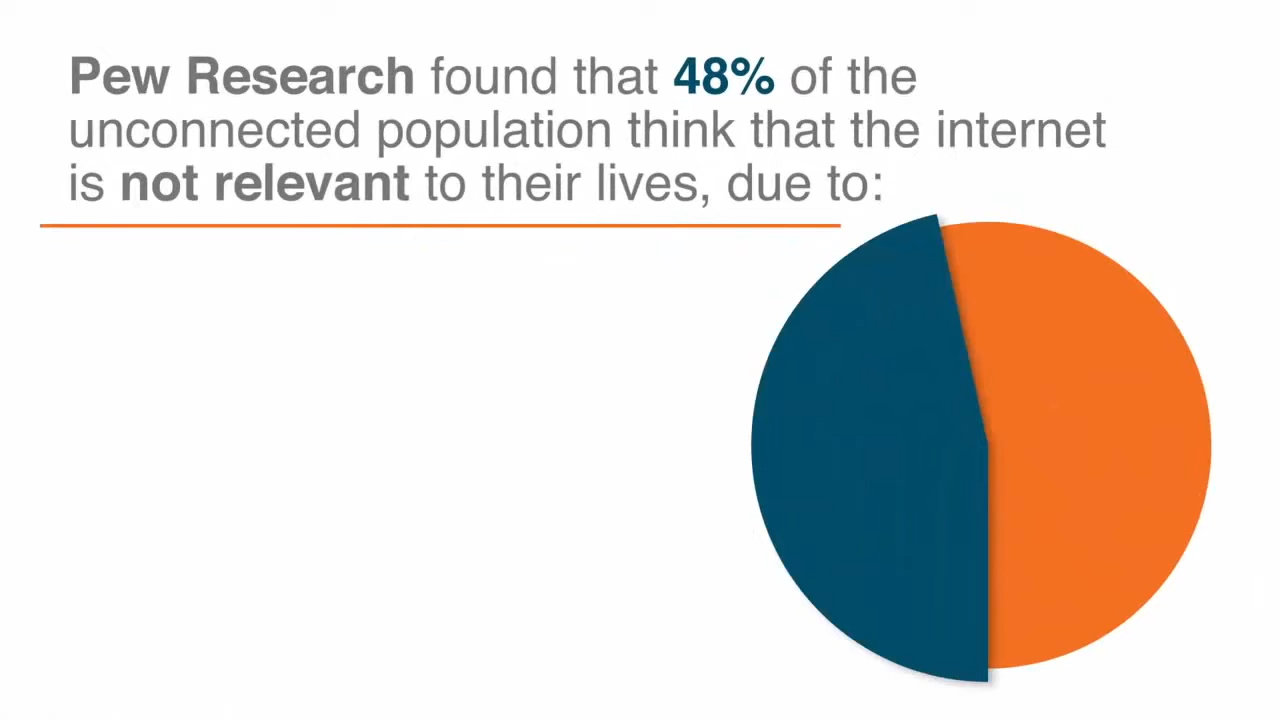 Pew Research found that 48% of the
unconnected population think that the internet
is not relevant to their lives, due to: